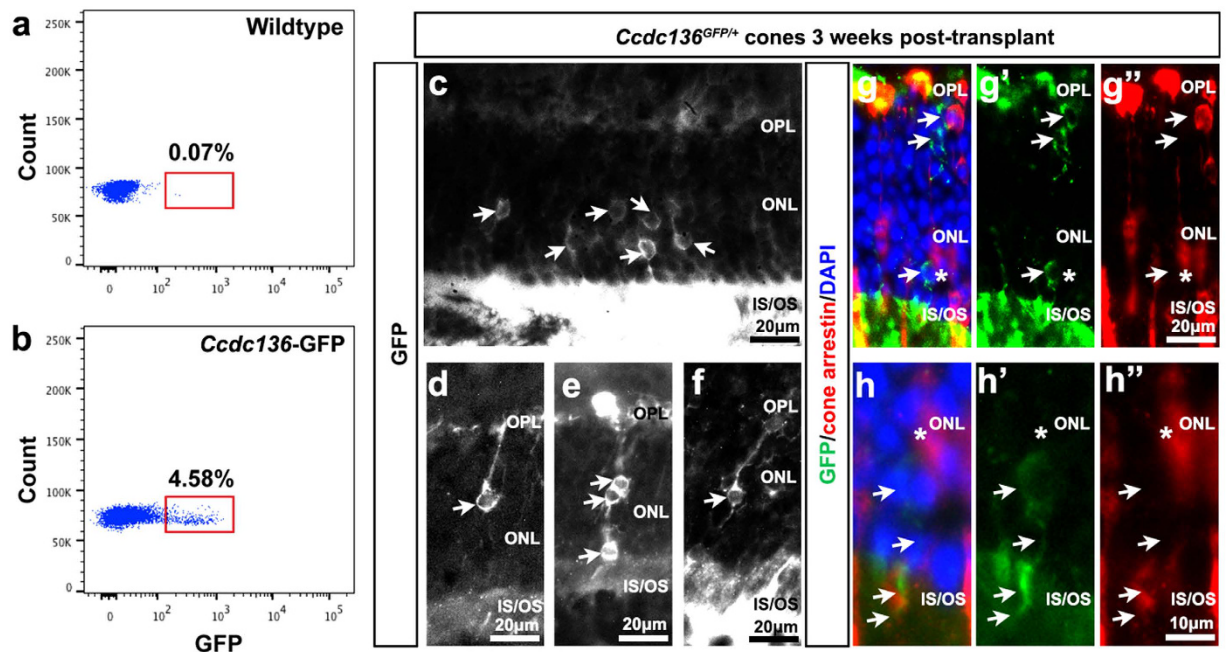 a
Wildtype
250K
200K
150K
100K
50K
0
Count
0.07%
0
10²
10³
10⁴
10⁵
b
Ccdc136-GFP
250K
200K
150K
100K
50K
0
Count
4.58%
0
10²
10³
10⁴
10⁵
GFP
Ccdc136^GFP/+ cones 3 weeks post-transplant
GFP
c
OPL
ONL
IS/OS
20µm
d
OPL
ONL
IS/OS
20µm
e
OPL
ONL
IS/OS
20µm
f
OPL
ONL
IS/OS
20µm
GFP/cone arrestin/DAPI
g
OPL
ONL
*
IS/OS
g'
OPL
ONL
*
IS/OS
g''
OPL
ONL
*
IS/OS
20µm
h
ONL
*
IS/OS
h'
ONL
*
IS/OS
h''
ONL
*
IS/OS
10µm